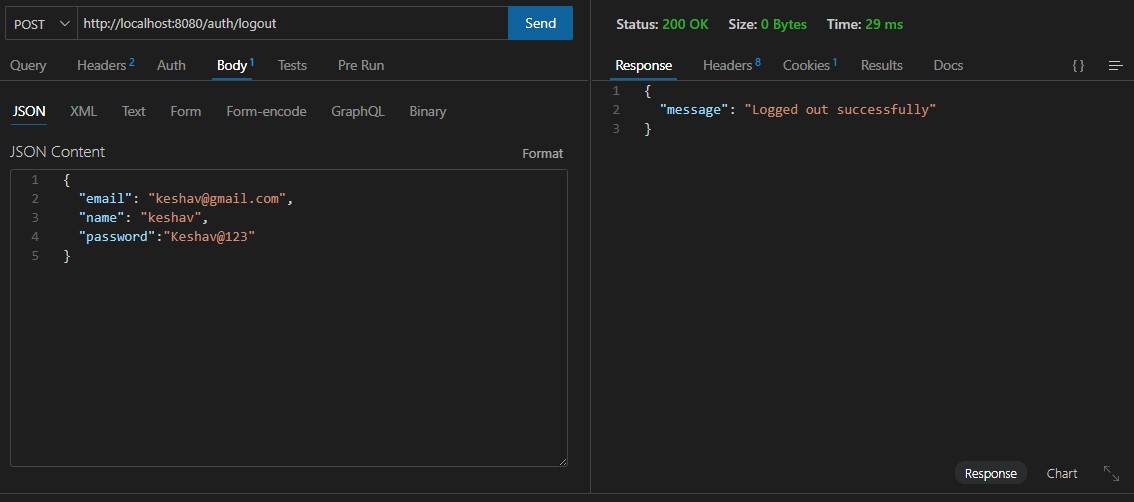 POST http://localhost:8080/auth/logout Send
Query Headers 2 Auth Body 1 Tests Pre Run
JSON XML Text Form Form-encode GraphQL Binary
JSON Content Format
1 {
2 "email": "keshav@gmail.com",
3 "name": "keshav",
4 "password":"Keshav@123"
5 }
Status: 200 OK Size: 0 Bytes Time: 29 ms
Response Headers 8 Cookies 1 Results Docs {}
1 {
2 "message": "Logged out successfully"
3 }
Response Chart